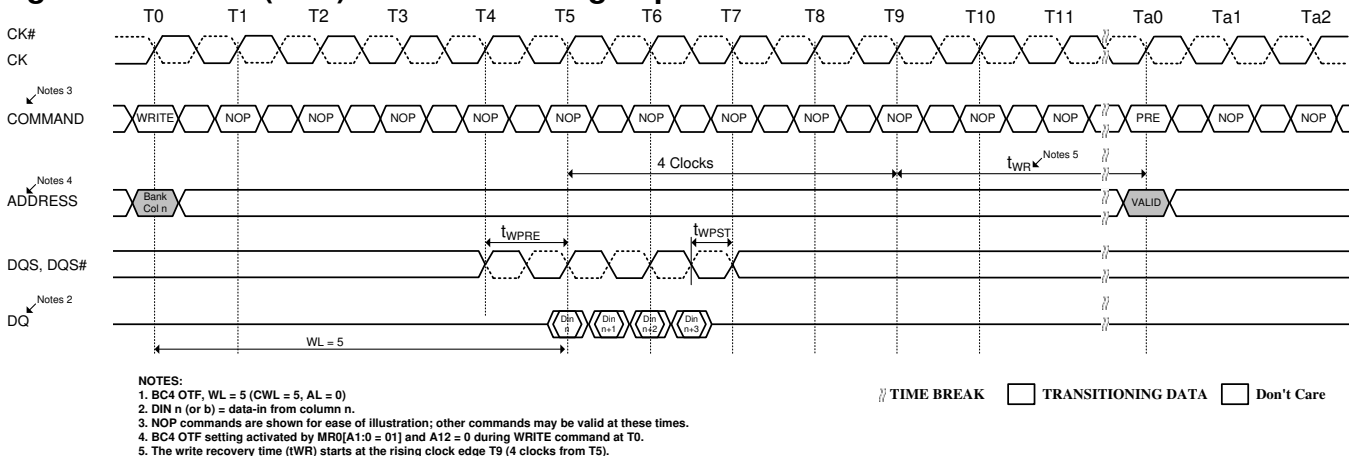 T0 T1 T2 T3 T4 T5 T6 T7 T8 T9 T10 T11 Ta0 Ta1 Ta2
CK#
CK
Notes 3
COMMAND WRITE NOP NOP NOP NOP NOP NOP NOP NOP NOP NOP NOP PRE NOP NOP
4 Clocks tWR Notes 5
Notes 4
ADDRESS Bank Col n VALID
tWPRE tWPST
DQS, DQS#
Notes 2
DQ Din n Din n+1 Din n+2 Din n+3
WL = 5
NOTES:
1. BC4 OTF, WL = 5 (CWL = 5, AL = 0)
2. DIN n (or b) = data-in from column n.
3. NOP commands are shown for ease of illustration; other commands may be valid at these times.
4. BC4 OTF setting activated by MR0[A1:0 = 01] and A12 = 0 during WRITE command at T0.
5. The write recovery time (tWR) starts at the rising clock edge T9 (4 clocks from T5).
TIME BREAK TRANSITIONING DATA Don't Care